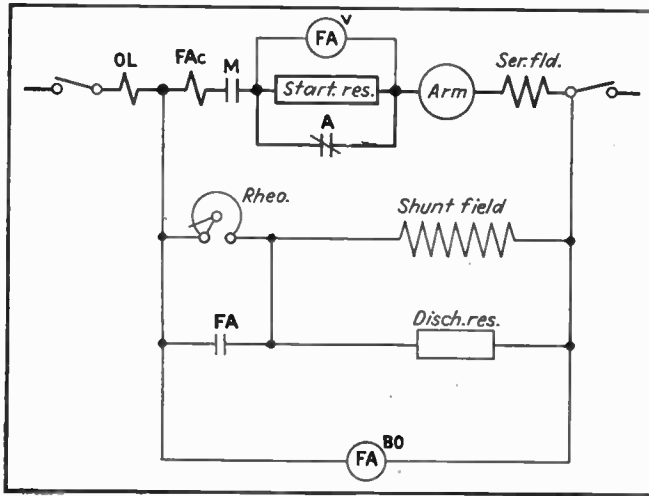 V
FA
OL
FAc
M
Ser. fld.
Start. res.
Arm
A
Rheo.
Shunt field
FA
Disch. res.
BO
FA